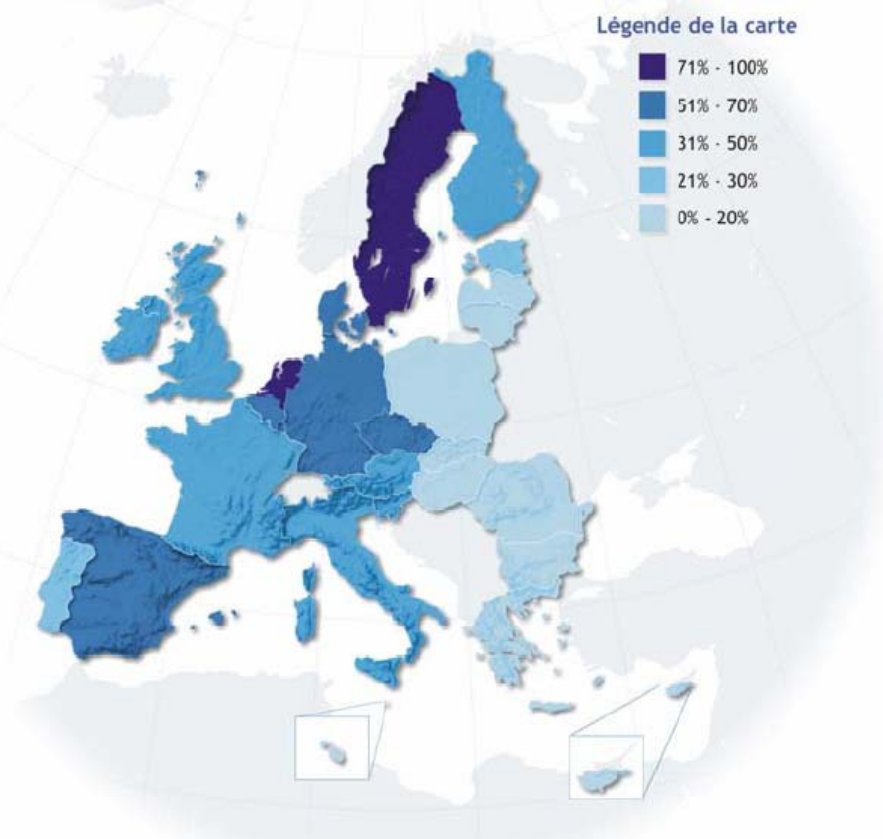 Légende de la carte
71% - 100%
51% - 70%
31% - 50%
21% - 30%
0% - 20%